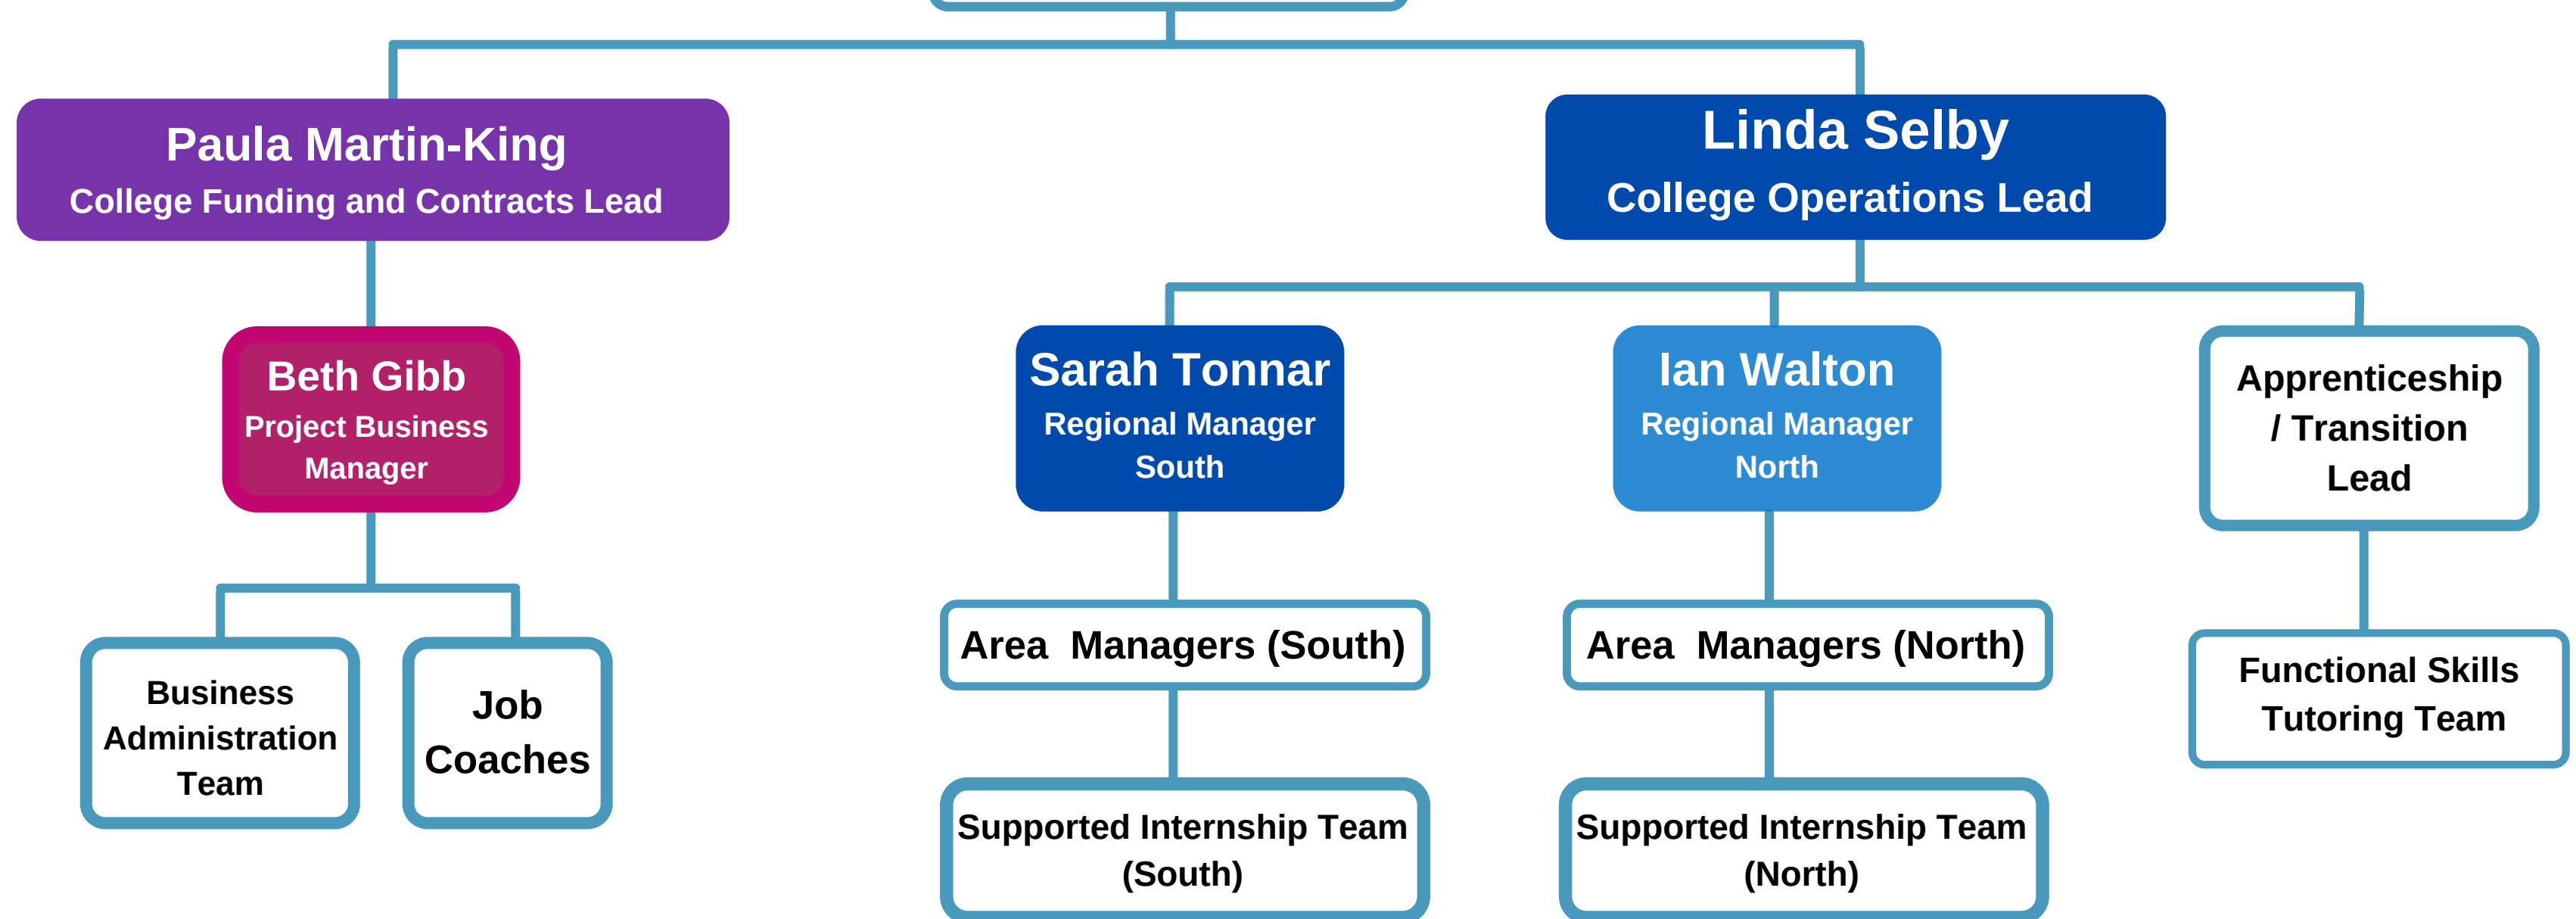 Paula Martin-King
College Funding and Contracts Lead
Linda Selby
College Operations Lead
Beth Gibb
Project Business
Manager
Sarah Tonnar
Regional Manager
South
Ian Walton
Regional Manager
North
Apprenticeship
/ Transition
Lead
Business
Administration
Team
Job
Coaches
Area  Managers (South)
Area  Managers (North)
Functional Skills
Tutoring Team
Supported Internship Team
(South)
Supported Internship Team
(North)